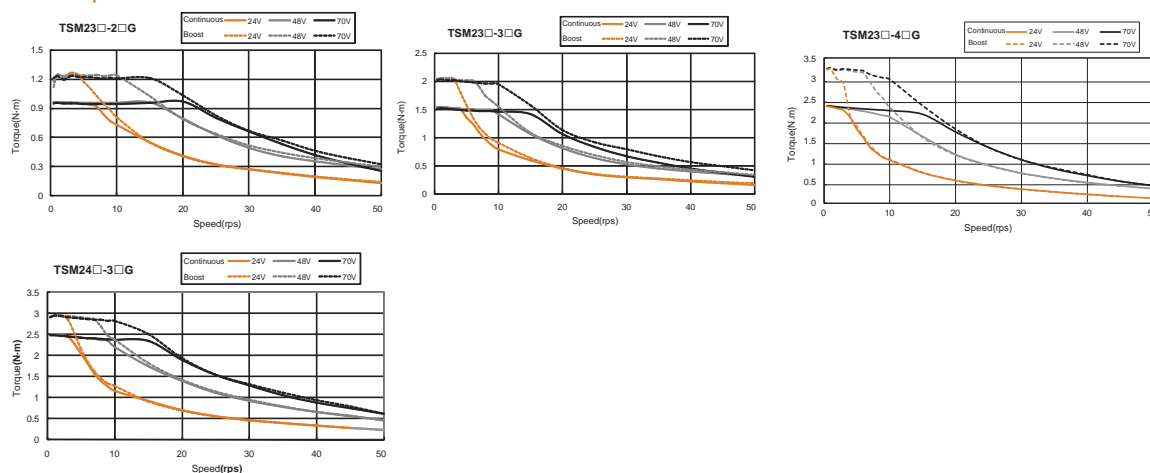 TSM23□-2□G
Continuous 24V 48V 70V
Boost 24V 48V 70V
1.5
1.2
0.9
0.6
0.3
0
Torque(N·m)
0 10 20 30 40 50
Speed(rps)
TSM23□-3□G
Continuous 24V 48V 70V
Boost 24V 48V 70V
2.5
2
1.5
1
0.5
0
Torque(N·m)
0 10 20 30 40 50
Speed(rps)
TSM23□-4□G
Continuous 24V 48V 70V
Boost 24V 48V 70V
3.5
3
2.5
2
1.5
1
0.5
0
Torque(N.m)
0 10 20 30 40 50
Speed(rps)
TSM24□-3□G
Continuous 24V 48V 70V
Boost 24V 48V 70V
3.5
3
2.5
2
1.5
1
0.5
0
Torque(N·m)
0 10 20 30 40 50
Speed(rps)